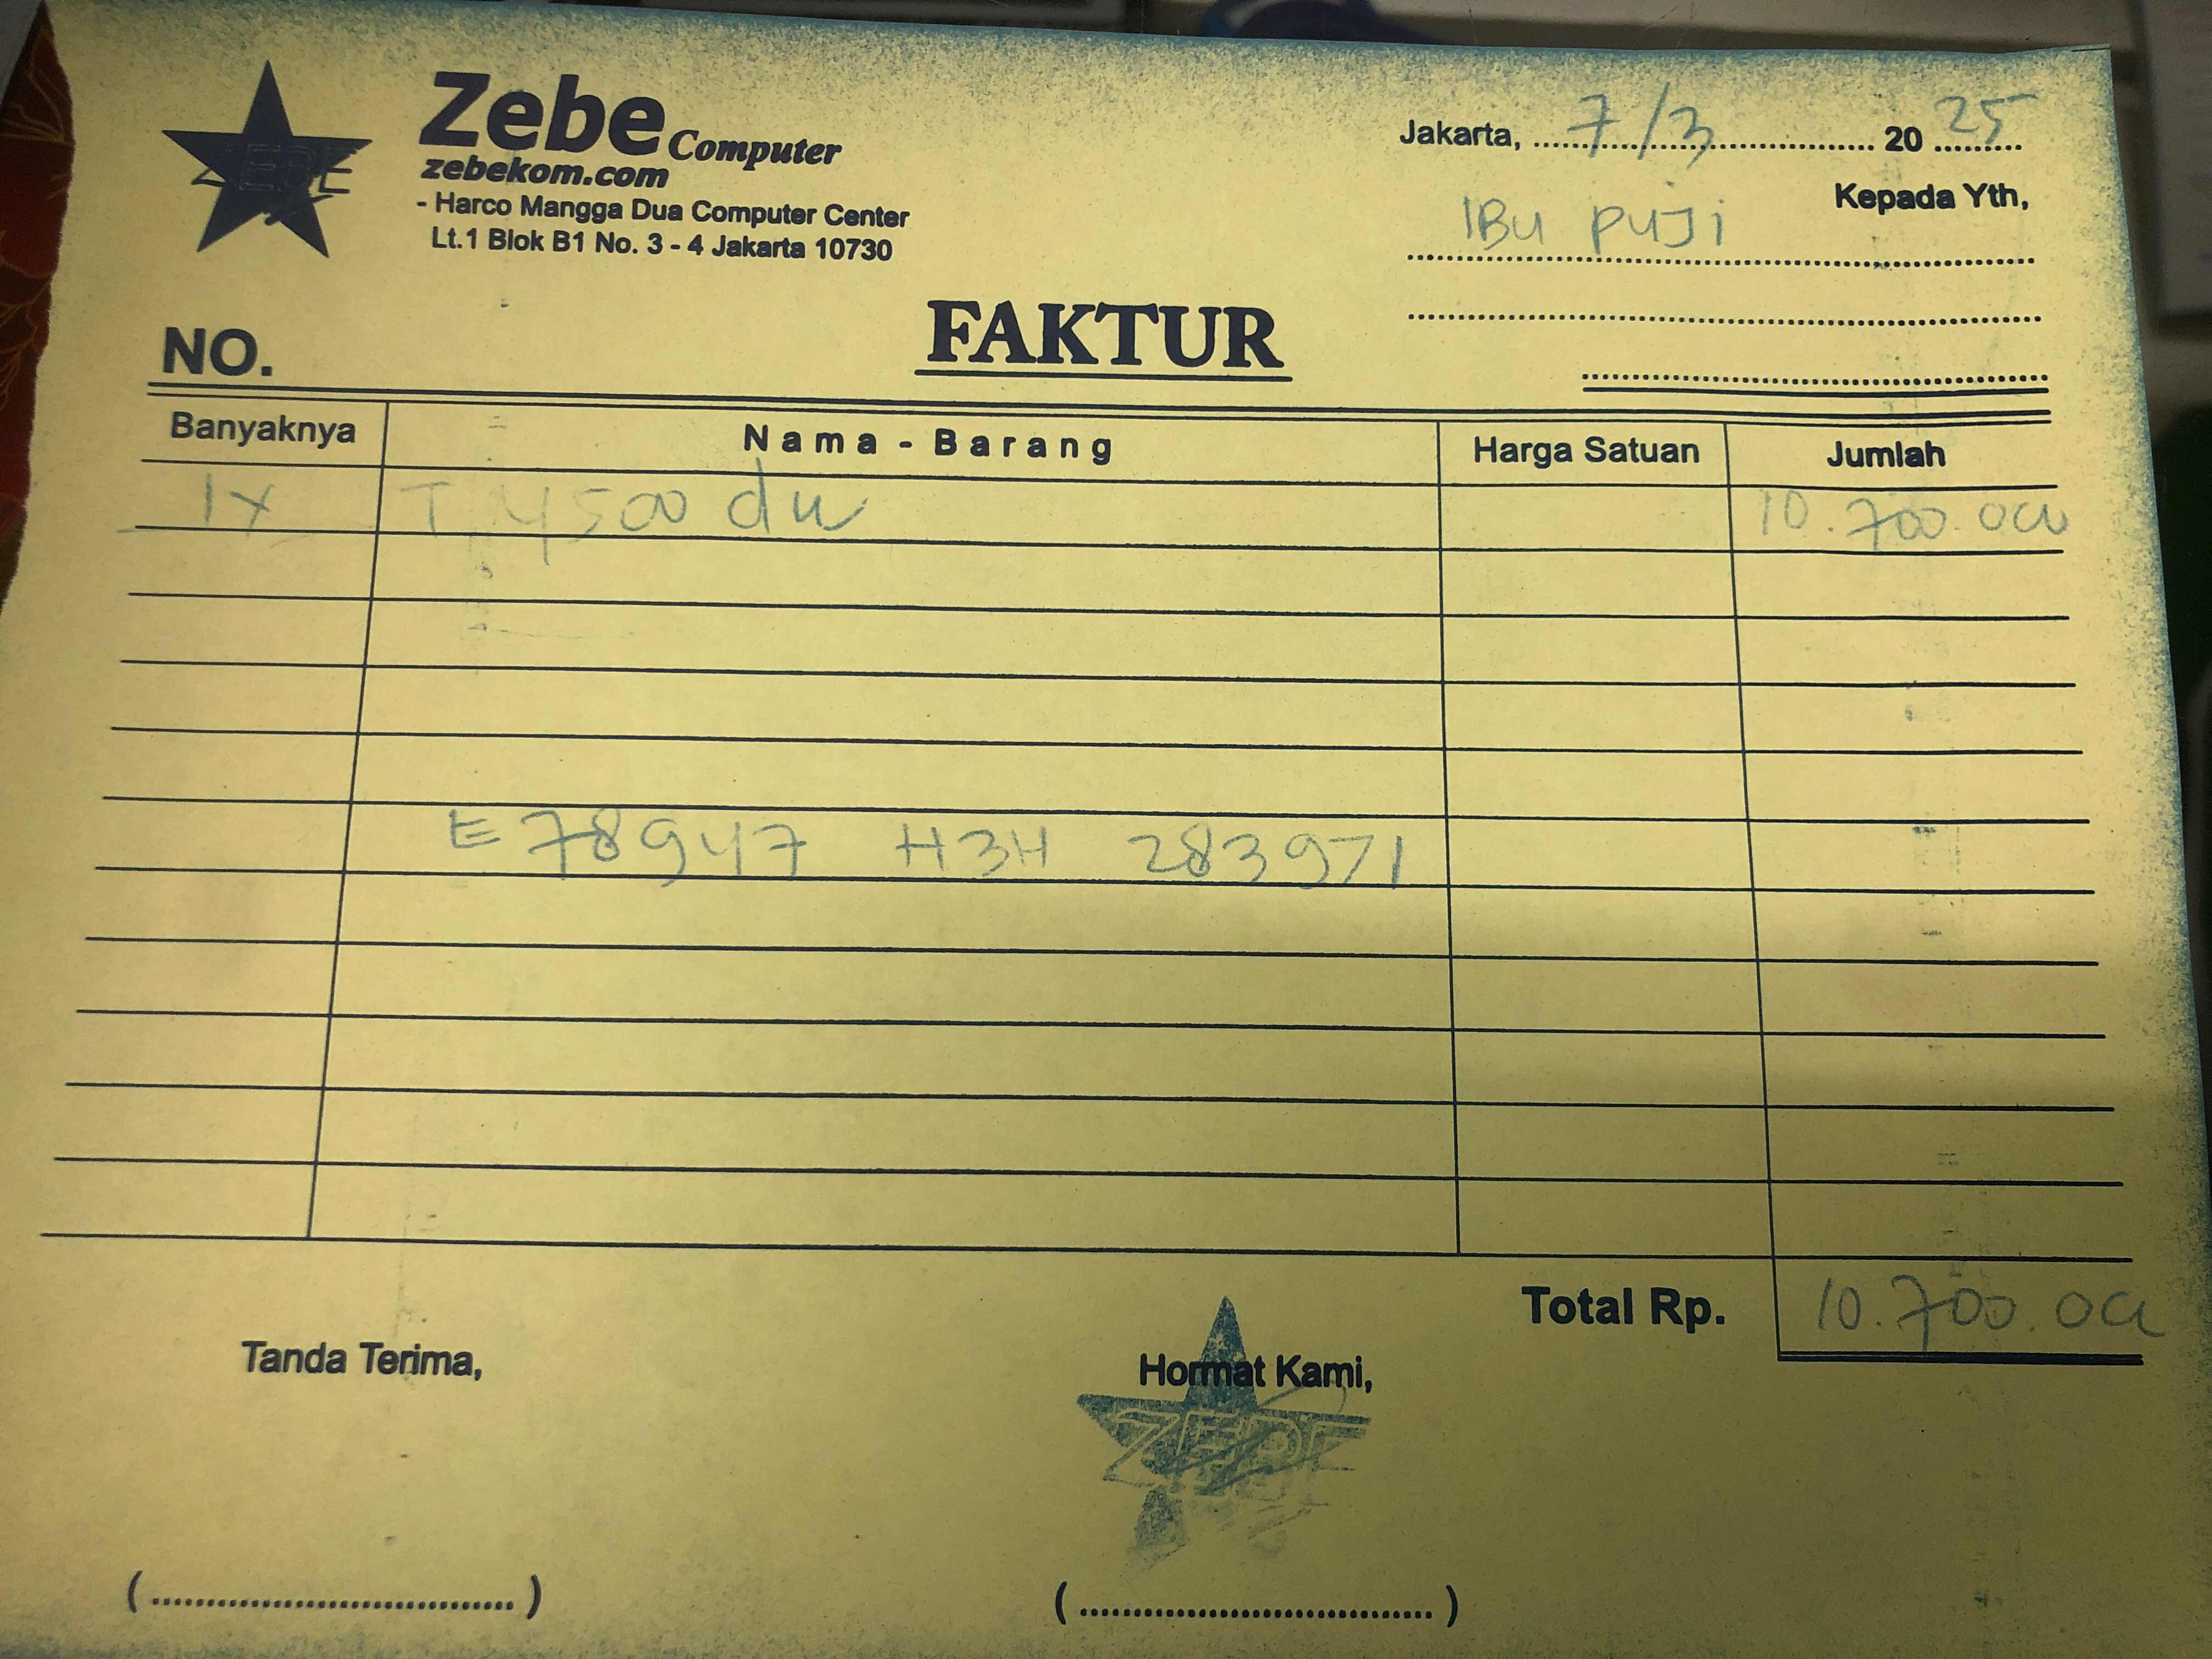 ZEBE
Zebe Computer
zebekom.com
- Harco Mangga Dua Computer Center
Lt.1 Blok B1 No. 3 - 4 Jakarta 10730
Jakarta, 7/3 20 25
Kepada Yth,
IBU PUJI
FAKTUR
NO.
Banyaknya Nama - Barang Harga Satuan Jumlah
1x T 4500 dw 10.700.000
E78947 H3H 283971
Total Rp. 10.700.000
Tanda Terima, Hormat Kami,
ZEBE
(..............................) (..............................)